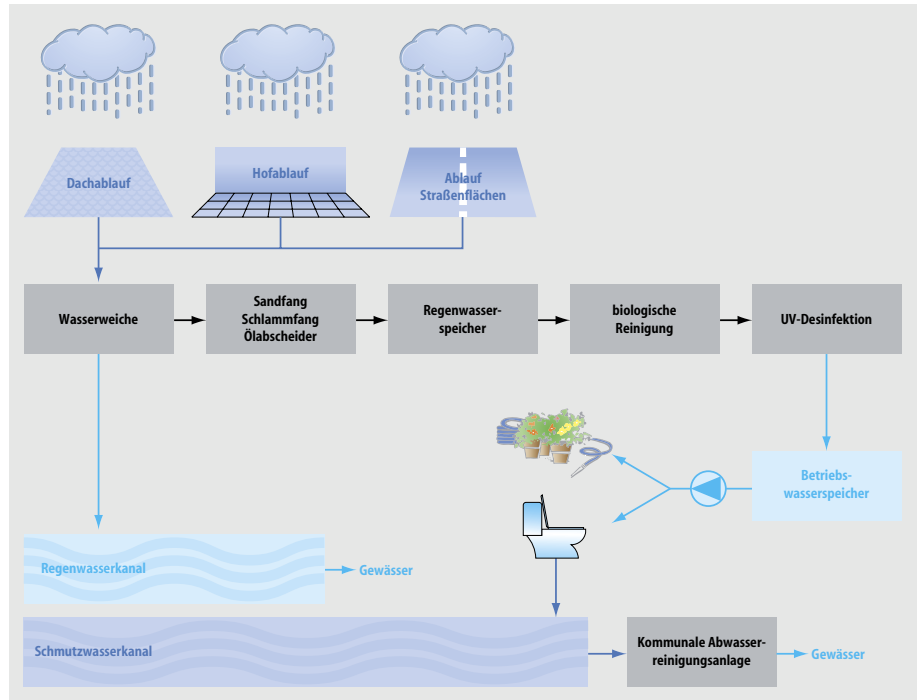 Dachablauf
Hofablauf
Ablauf
Straßenflächen
Wasserweiche
Sandfang
Schlammfang
Ölabscheider
Regenwasser-
speicher
biologische
Reinigung
UV-Desinfektion
Betriebs-
wasserspeicher
Regenwasserkanal
Gewässer
Schmutzwasserkanal
Kommunale Abwasser-
reinigungsanlage
Gewässer